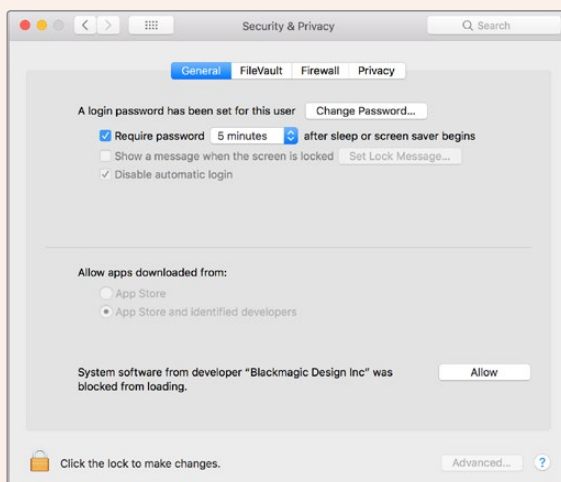 Security & Privacy
Search
General FileVault Firewall Privacy
A login password has been set for this user Change Password...
Require password 5 minutes after sleep or screen saver begins
Show a message when the screen is locked Set Lock Message...
Disable automatic login
Allow apps downloaded from:
App Store
App Store and identified developers
System software from developer “Blackmagic Design Inc” was
blocked from loading.
Allow
Click the lock to make changes.
Advanced... ?